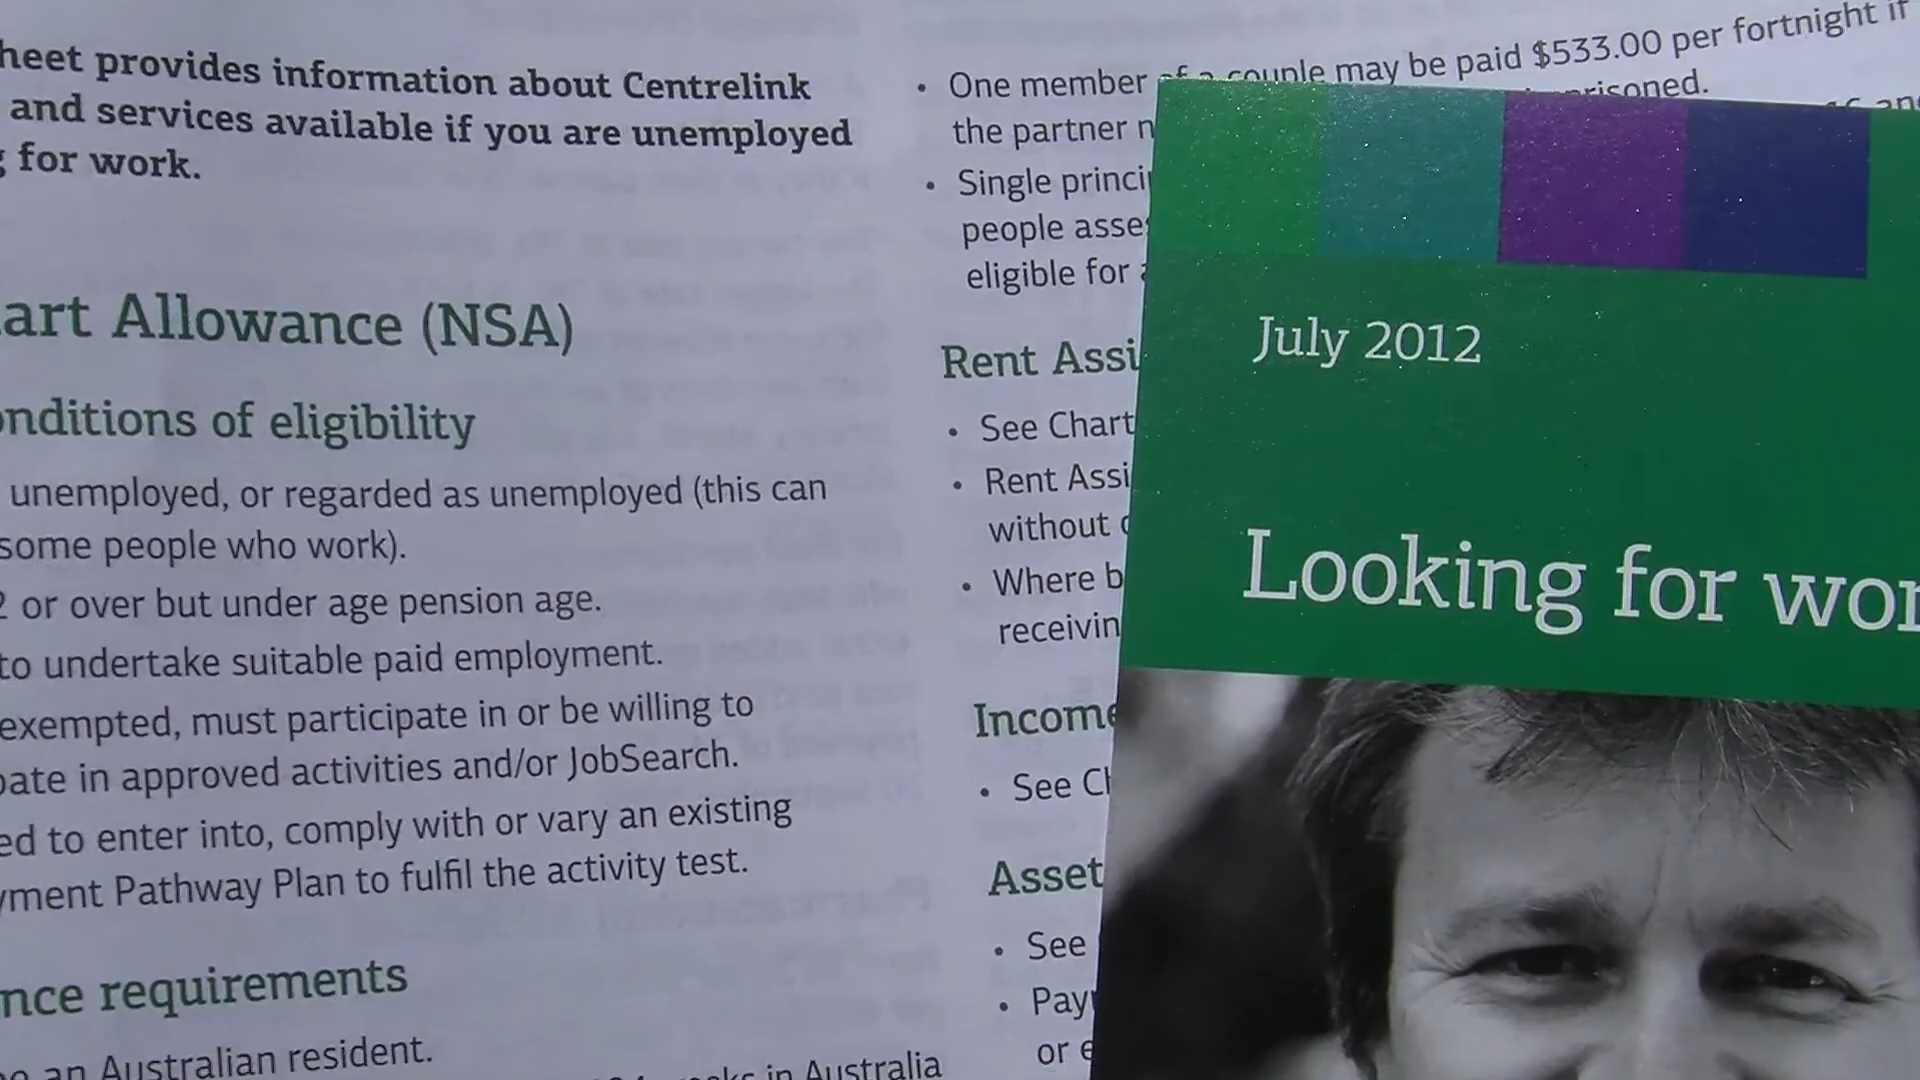 heet provides information about Centrelink
and services available if you are unemployed
for work.
art Allowance (NSA)
onditions of eligibility
unemployed, or regarded as unemployed (this can
some people who work).
2 or over but under age pension age.
to undertake suitable paid employment.
exempted, must participate in or be willing to
pate in approved activities and/or JobSearch.
ed to enter into, comply with or vary an existing
yment Pathway Plan to fulfil the activity test.
nce requirements
an Australian resident.
in Australia
• One member of a couple may be paid $533.00 per fortnight if
the partner n
risoned.
• Single princi
people asse
eligible for
Rent Assi
• See Chart
• Rent Assi
without
• Where b
receivin
Income
• See Ch
Asset
• See
• Pay
or e
July 2012
Looking for wor